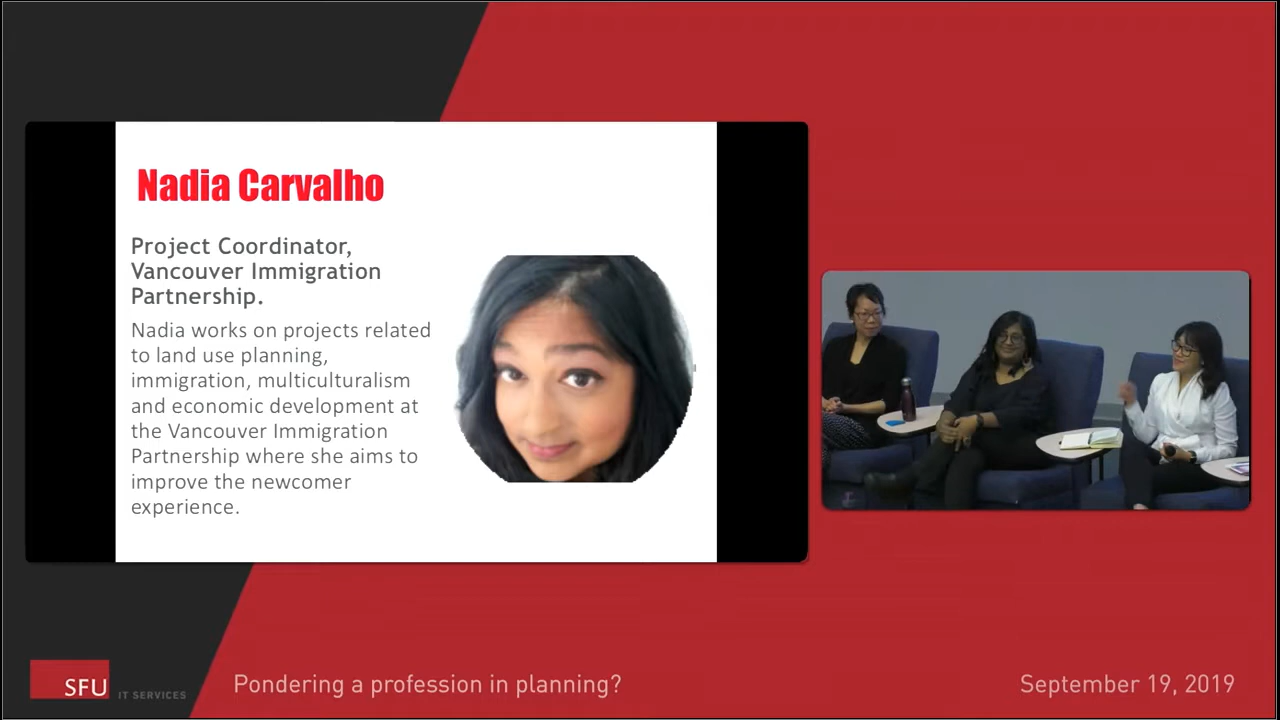 Nadia Carvalho
Project Coordinator,
Vancouver Immigration
Partnership.
Nadia works on projects related
to land use planning,
immigration, multiculturalism
and economic development at
the Vancouver Immigration
Partnership where she aims to
improve the newcomer
experience.
SFU IT SERVICES
Pondering a profession in planning?
September 19, 2019